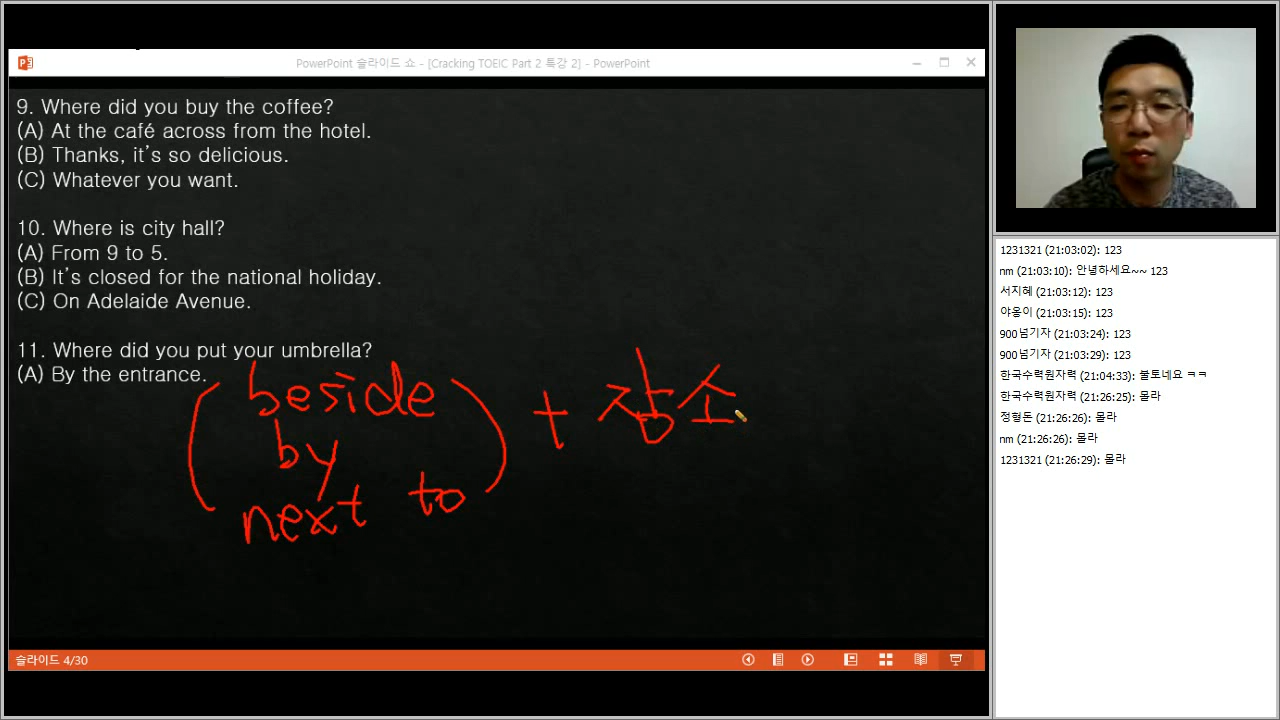 PowerPoint 슬라이드 쇼 - [Cracking TOEIC Part 2 특강 2] - PowerPoint
9. Where did you buy the coffee?
(A) At the café across from the hotel.
(B) Thanks, it's so delicious.
(C) Whatever you want.
10. Where is city hall?
(A) From 9 to 5.
(B) It's closed for the national holiday.
(C) On Adelaide Avenue.
11. Where did you put your umbrella?
(A) By the entrance.
( beside
by
next to ) + 장소
슬라이드 4/30
1231321 (21:03:02): 123
nm (21:03:10): 안녕하세요~~ 123
서지혜 (21:03:12): 123
야옹이 (21:03:15): 123
900넘기자 (21:03:24): 123
900넘기자 (21:03:29): 123
한국수력원자력 (21:04:33): 불토네요 ㅋㅋ
한국수력원자력 (21:26:25): 몰라
정형돈 (21:26:26): 몰라
nm (21:26:26): 몰라
1231321 (21:26:29): 몰라